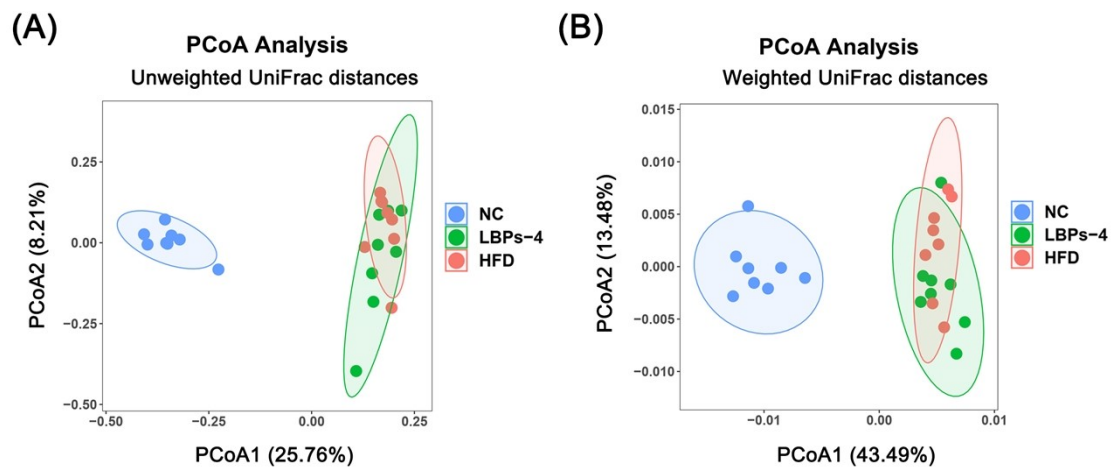 (A)
PCoA Analysis
Unweighted UniFrac distances
PCoA2 (8.21%)
0.25
0.00
−0.25
−0.50
−0.50
−0.25
0.00
0.25
PCoA1 (25.76%)
NC
LBPs−4
HFD
(B)
PCoA Analysis
Weighted UniFrac distances
PCoA2 (13.48%)
0.015
0.010
0.005
0.000
−0.005
−0.010
−0.01
0.00
0.01
PCoA1 (43.49%)
NC
LBPs−4
HFD